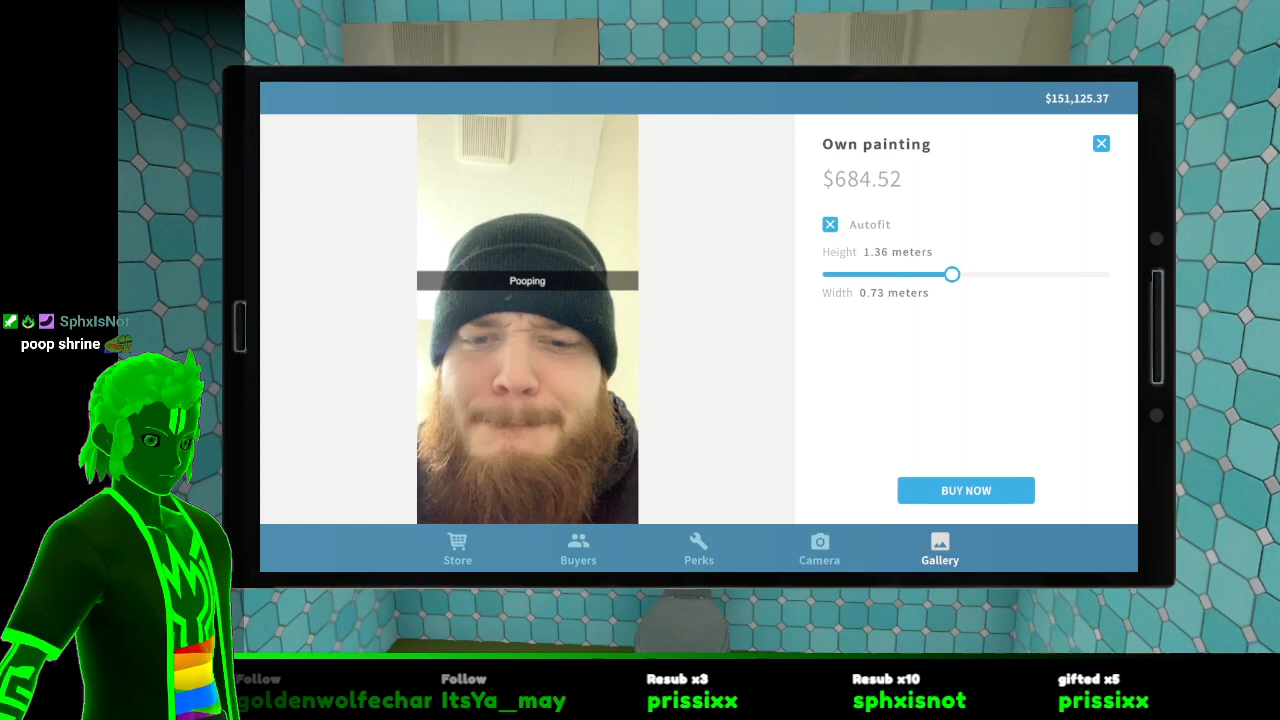 $151,125.37
Own painting
$684.52
Autofit
Height 1.36 meters
Width 0.73 meters
Pooping
SphxIsNot
poop shrine
BUY NOW
Store
Buyers
Perks
Camera
Gallery
Follow
goldenwolfechar
Follow
ItsYa__may
Resub x3
prissixx
Resub x10
sphxisnot
gifted x5
prissixx